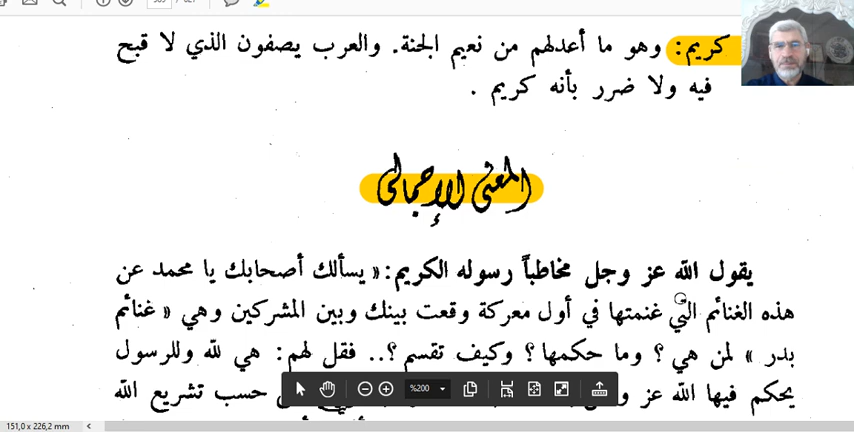 كريم: وهو ما أعدلهم من نعيم الجنة. والعرب يصفون الذي لا قبح
فيه ولا ضرر بأنه كريم .
المعنى الإجمالي
يقول الله عز وجل مخاطباً رسوله الكريم: « يسألك أصحابك يا محمد عن
هذه الغنائم التي غنمتها في أول معركة وقعت بينك وبين المشركين وهي « غنائم
بدر » لمن هي ؟ وما حكمها ؟ وكيف تقسم ؟.. فقل لهم: هي لله وللرسول
يحكم فيها الله عز حسب تشريع الله
%200
151,0 x 226,2 mm